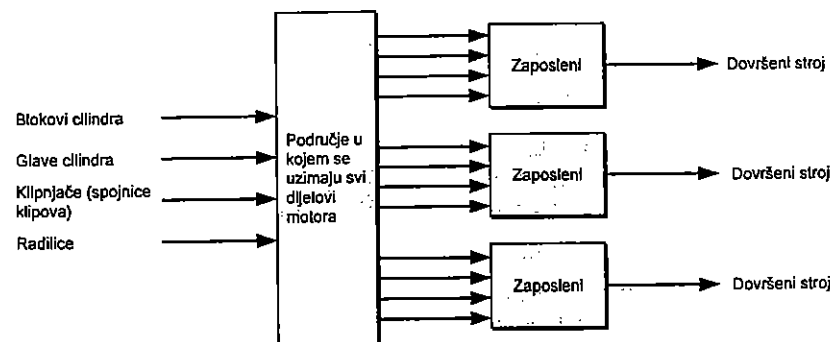 Blokovi cilindra
Glave cilindra
Klipnjače (spojnice
klipova)
Radilice
Područje u
kojem se
uzimaju svi
dijelovi
motora
Zaposleni
Dovršeni stroj
Zaposleni
Dovršeni stroj
Zaposleni
Dovršeni stroj